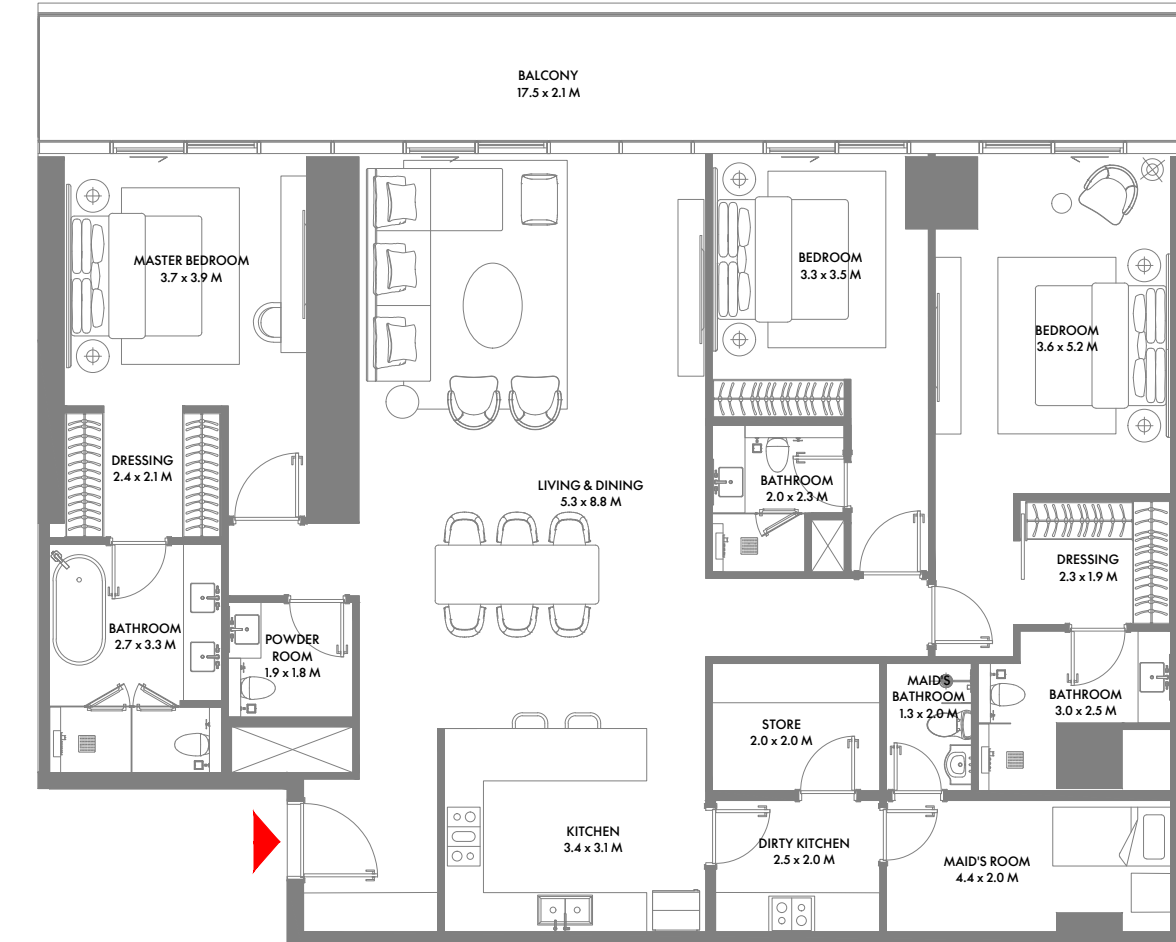 BALCONY
17.5 x 2.1 M
MASTER BEDROOM
3.7 x 3.9 M
BEDROOM
3.3 x 3.5 M
BEDROOM
3.6 x 5.2 M
DRESSING
2.4 x 2.1 M
LIVING & DINING
5.3 x 8.8 M
BATHROOM
2.0 x 2.3 M
DRESSING
2.3 x 1.9 M
BATHROOM
2.7 x 3.3 M
POWDER
ROOM
1.9 x 1.8 M
MAID'S
BATHROOM
1.3 x 2.0 M
BATHROOM
3.0 x 2.5 M
STORE
2.0 x 2.0 M
KITCHEN
3.4 x 3.1 M
DIRTY KITCHEN
2.5 x 2.0 M
MAID'S ROOM
4.4 x 2.0 M